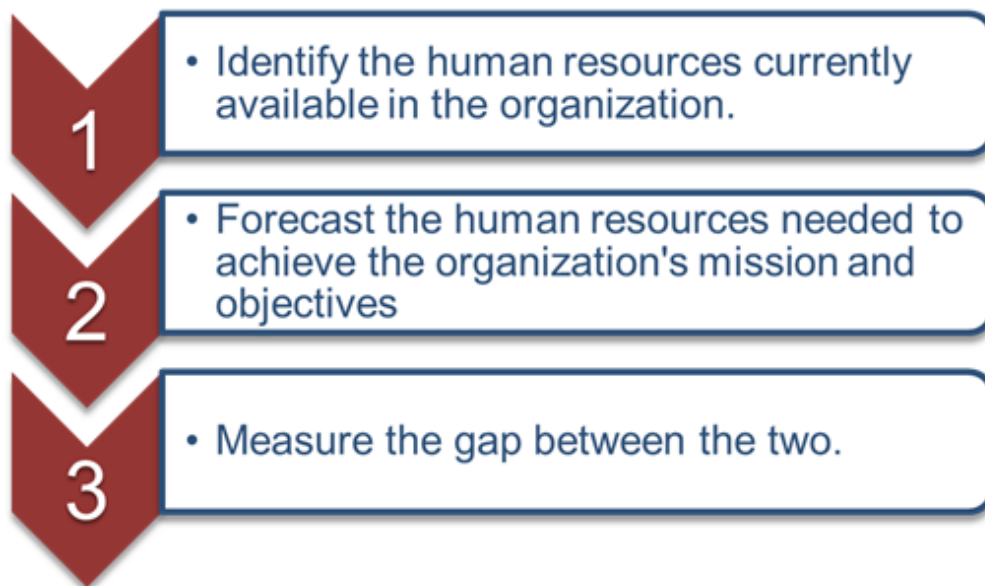 1
• Identify the human resources currently
available in the organization.
2
• Forecast the human resources needed to
achieve the organization's mission and
objectives
3
• Measure the gap between the two.